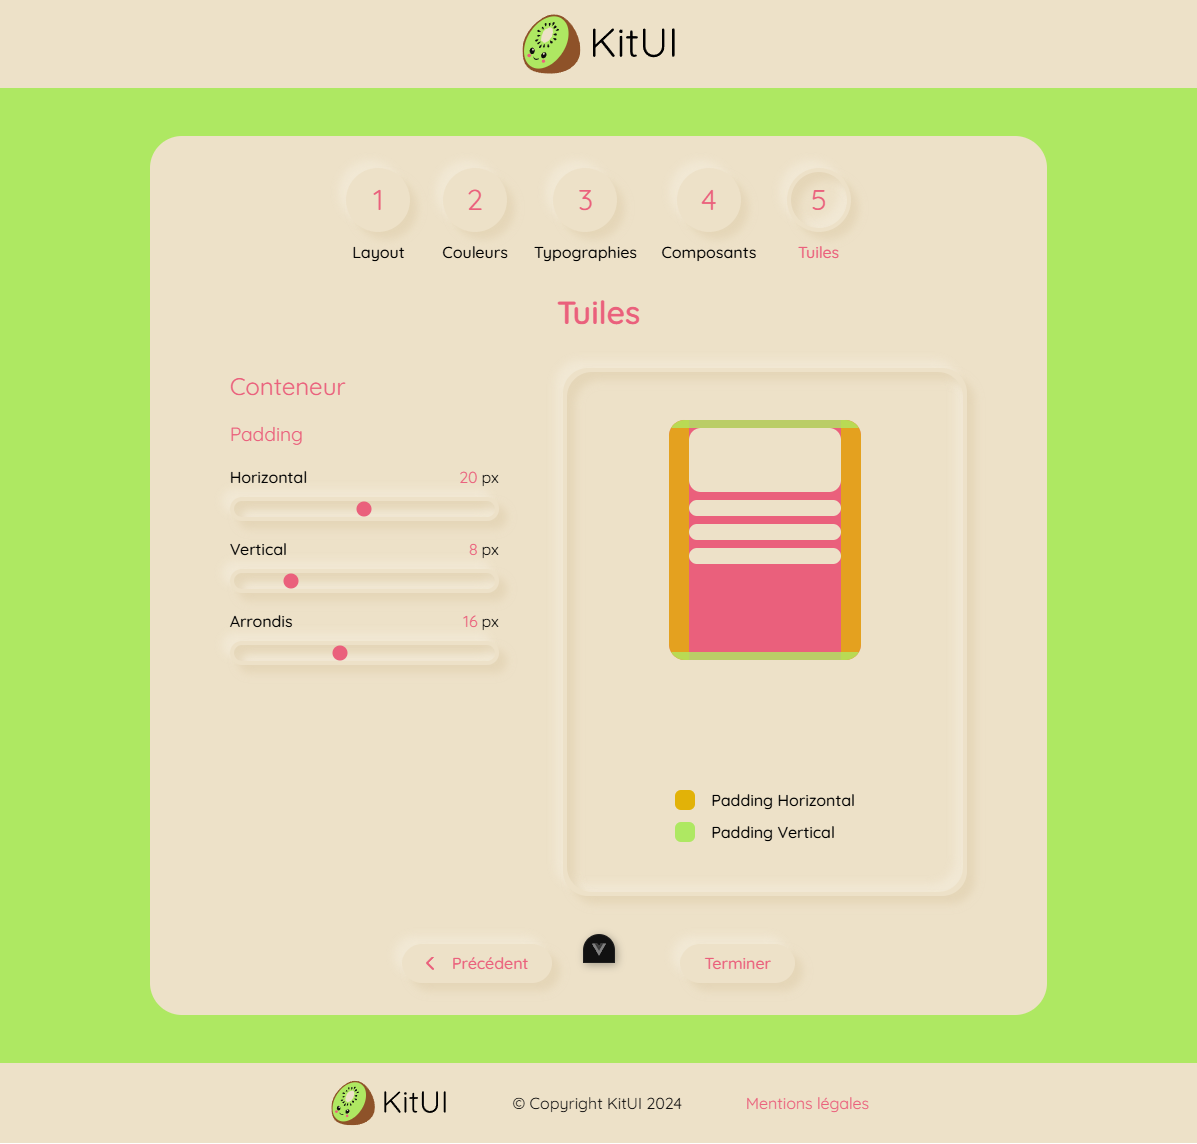 KitUI
1
2
3
4
5
Layout
Couleurs
Typographies
Composants
Tuiles
Tuiles
Conteneur
Padding
Horizontal
20 px
Vertical
8 px
Arrondis
16 px
Padding Horizontal
Padding Vertical
Précédent
Terminer
KitUI
© Copyright KitUI 2024
Mentions légales